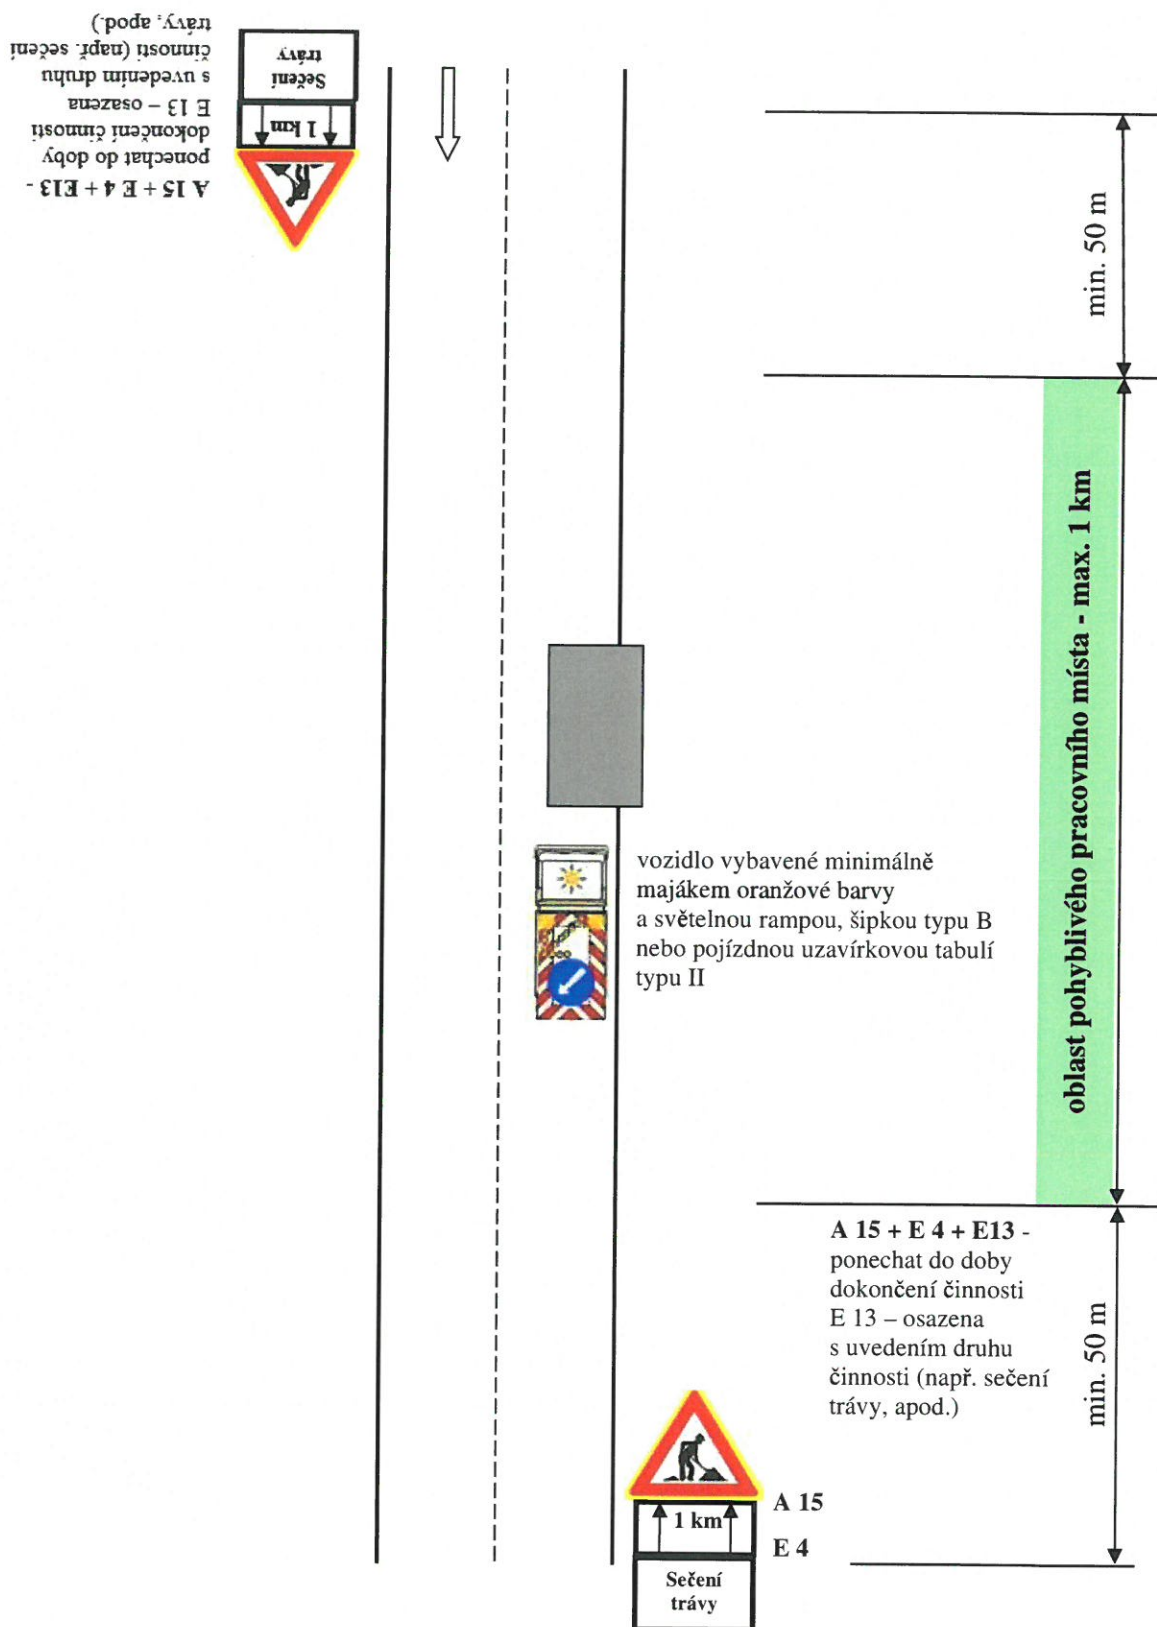 A 15 + E 4 + E13 -
ponechat do doby
dokončení činnosti
E 13 – osazena
s uvedením druhu
činnosti (např. sečení
trávy, apod.)
1 km
Sečení
trávy
min. 50 m
oblast pohyblivého pracovního místa - max. 1 km
vozidlo vybavené minimálně
majákem oranžové barvy
a světelnou rampou, šipkou typu B
nebo pojízdnou uzavírkovou tabulí
typu II
A 15 + E 4 + E13 -
ponechat do doby
dokončení činnosti
E 13 – osazena
s uvedením druhu
činnosti (např. sečení
trávy, apod.)
min. 50 m
A 15
1 km
E 4
Sečení
trávy